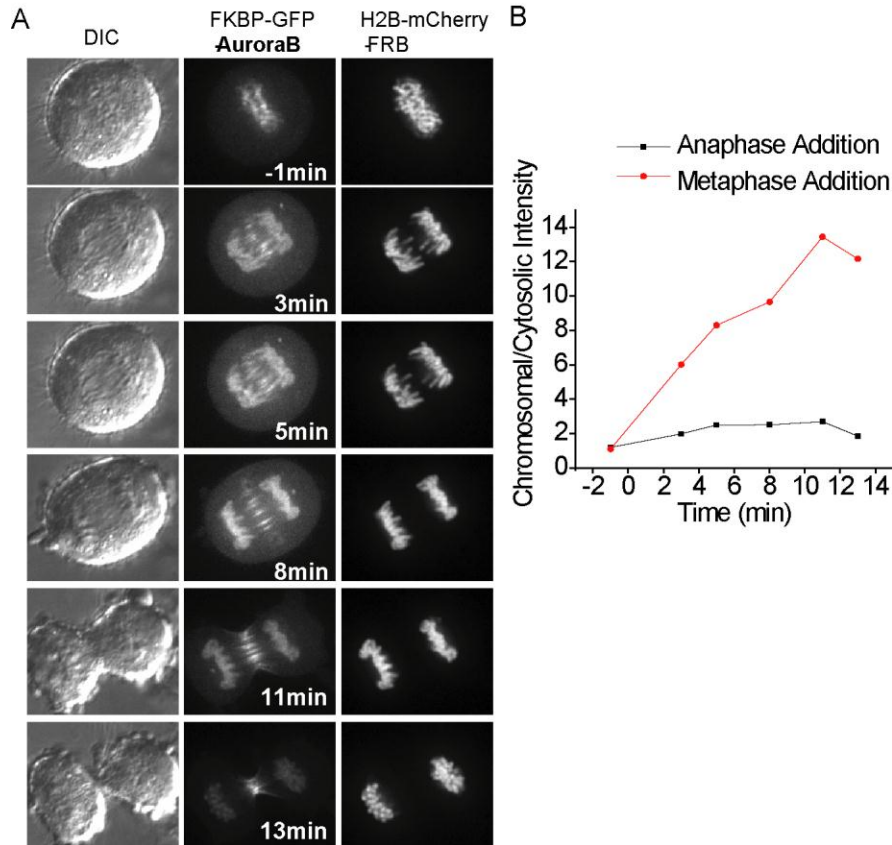 A
DIC
FKBP-GFP
-AuroraB
H2B-mCherry
-FRB
-1min
3min
5min
8min
11min
13min
B
Anaphase Addition
Metaphase Addition
Chromosomal/Cytosolic Intensity
14
12
10
8
6
4
2
0
-2 0 2 4 6 8 10 12 14
Time (min)